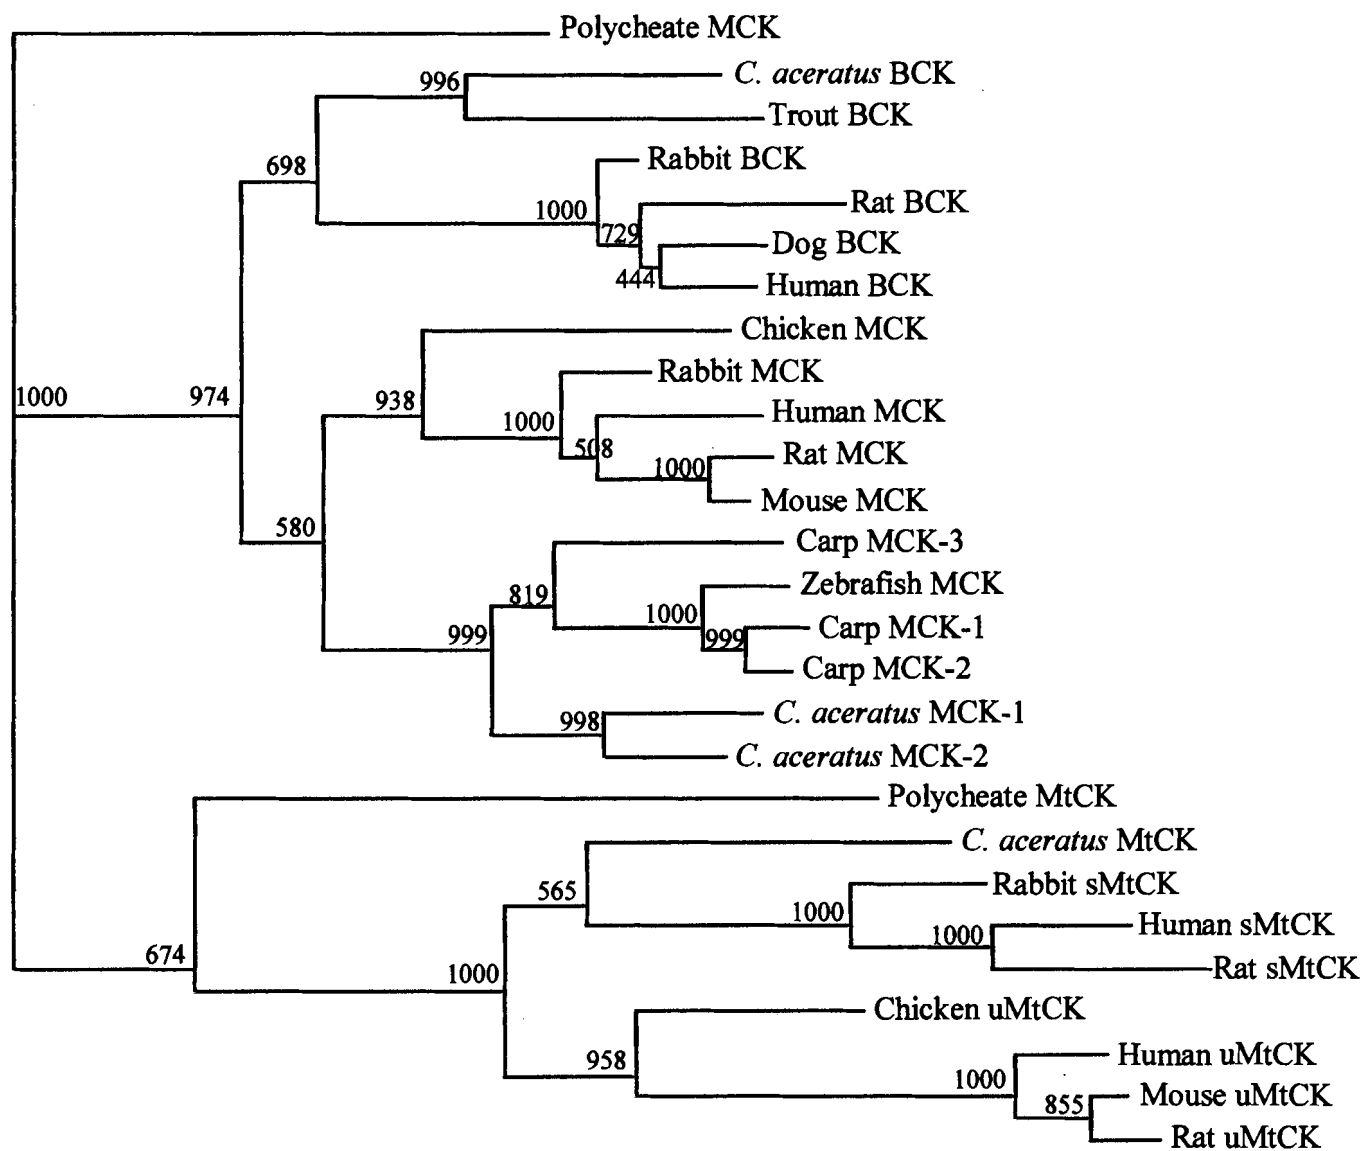 Polycheate MCK
C. aceratus BCK
996
Trout BCK
Rabbit BCK
698
Rat BCK
1000
729
Dog BCK
444
Human BCK
Chicken MCK
Rabbit MCK
1000
974
938
Human MCK
1000
508
Rat MCK
1000
Mouse MCK
580
Carp MCK-3
Zebrafish MCK
819
1000
Carp MCK-1
999
999
Carp MCK-2
C. aceratus MCK-1
998
C. aceratus MCK-2
Polycheate MtCK
C. aceratus MtCK
565
Rabbit sMtCK
1000
Human sMtCK
1000
674
Rat sMtCK
1000
Chicken uMtCK
958
Human uMtCK
1000
Mouse uMtCK
855
Rat uMtCK